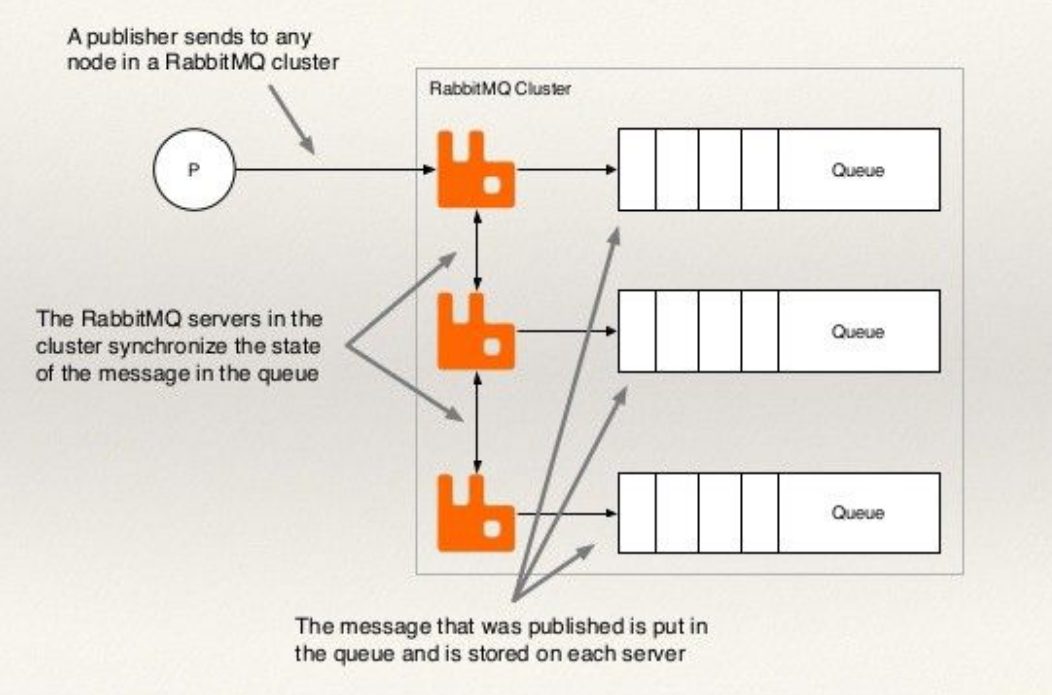 A publisher sends to any
node in a RabbitMQ cluster
RabbitMQ Cluster
P
Queue
The RabbitMQ servers in the
cluster synchronize the state
of the message in the queue
Queue
Queue
The message that was published is put in
the queue and is stored on each server